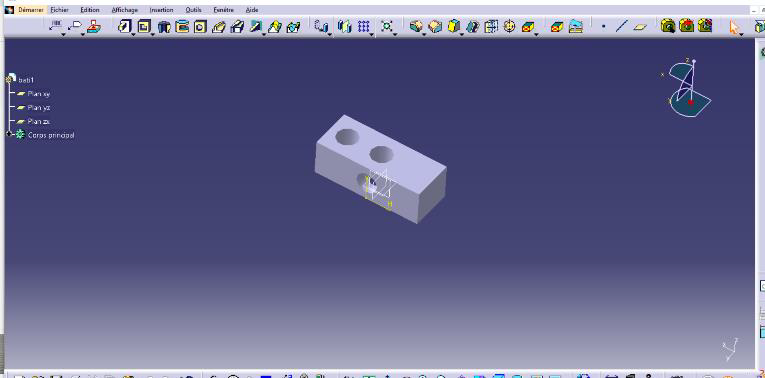 Démarrer Fichier Edition Affichage Insertion Outils Fenêtre Aide
bati1
Plan xy
Plan yz
Plan zx
Corps principal
z
x
H
x
z
y